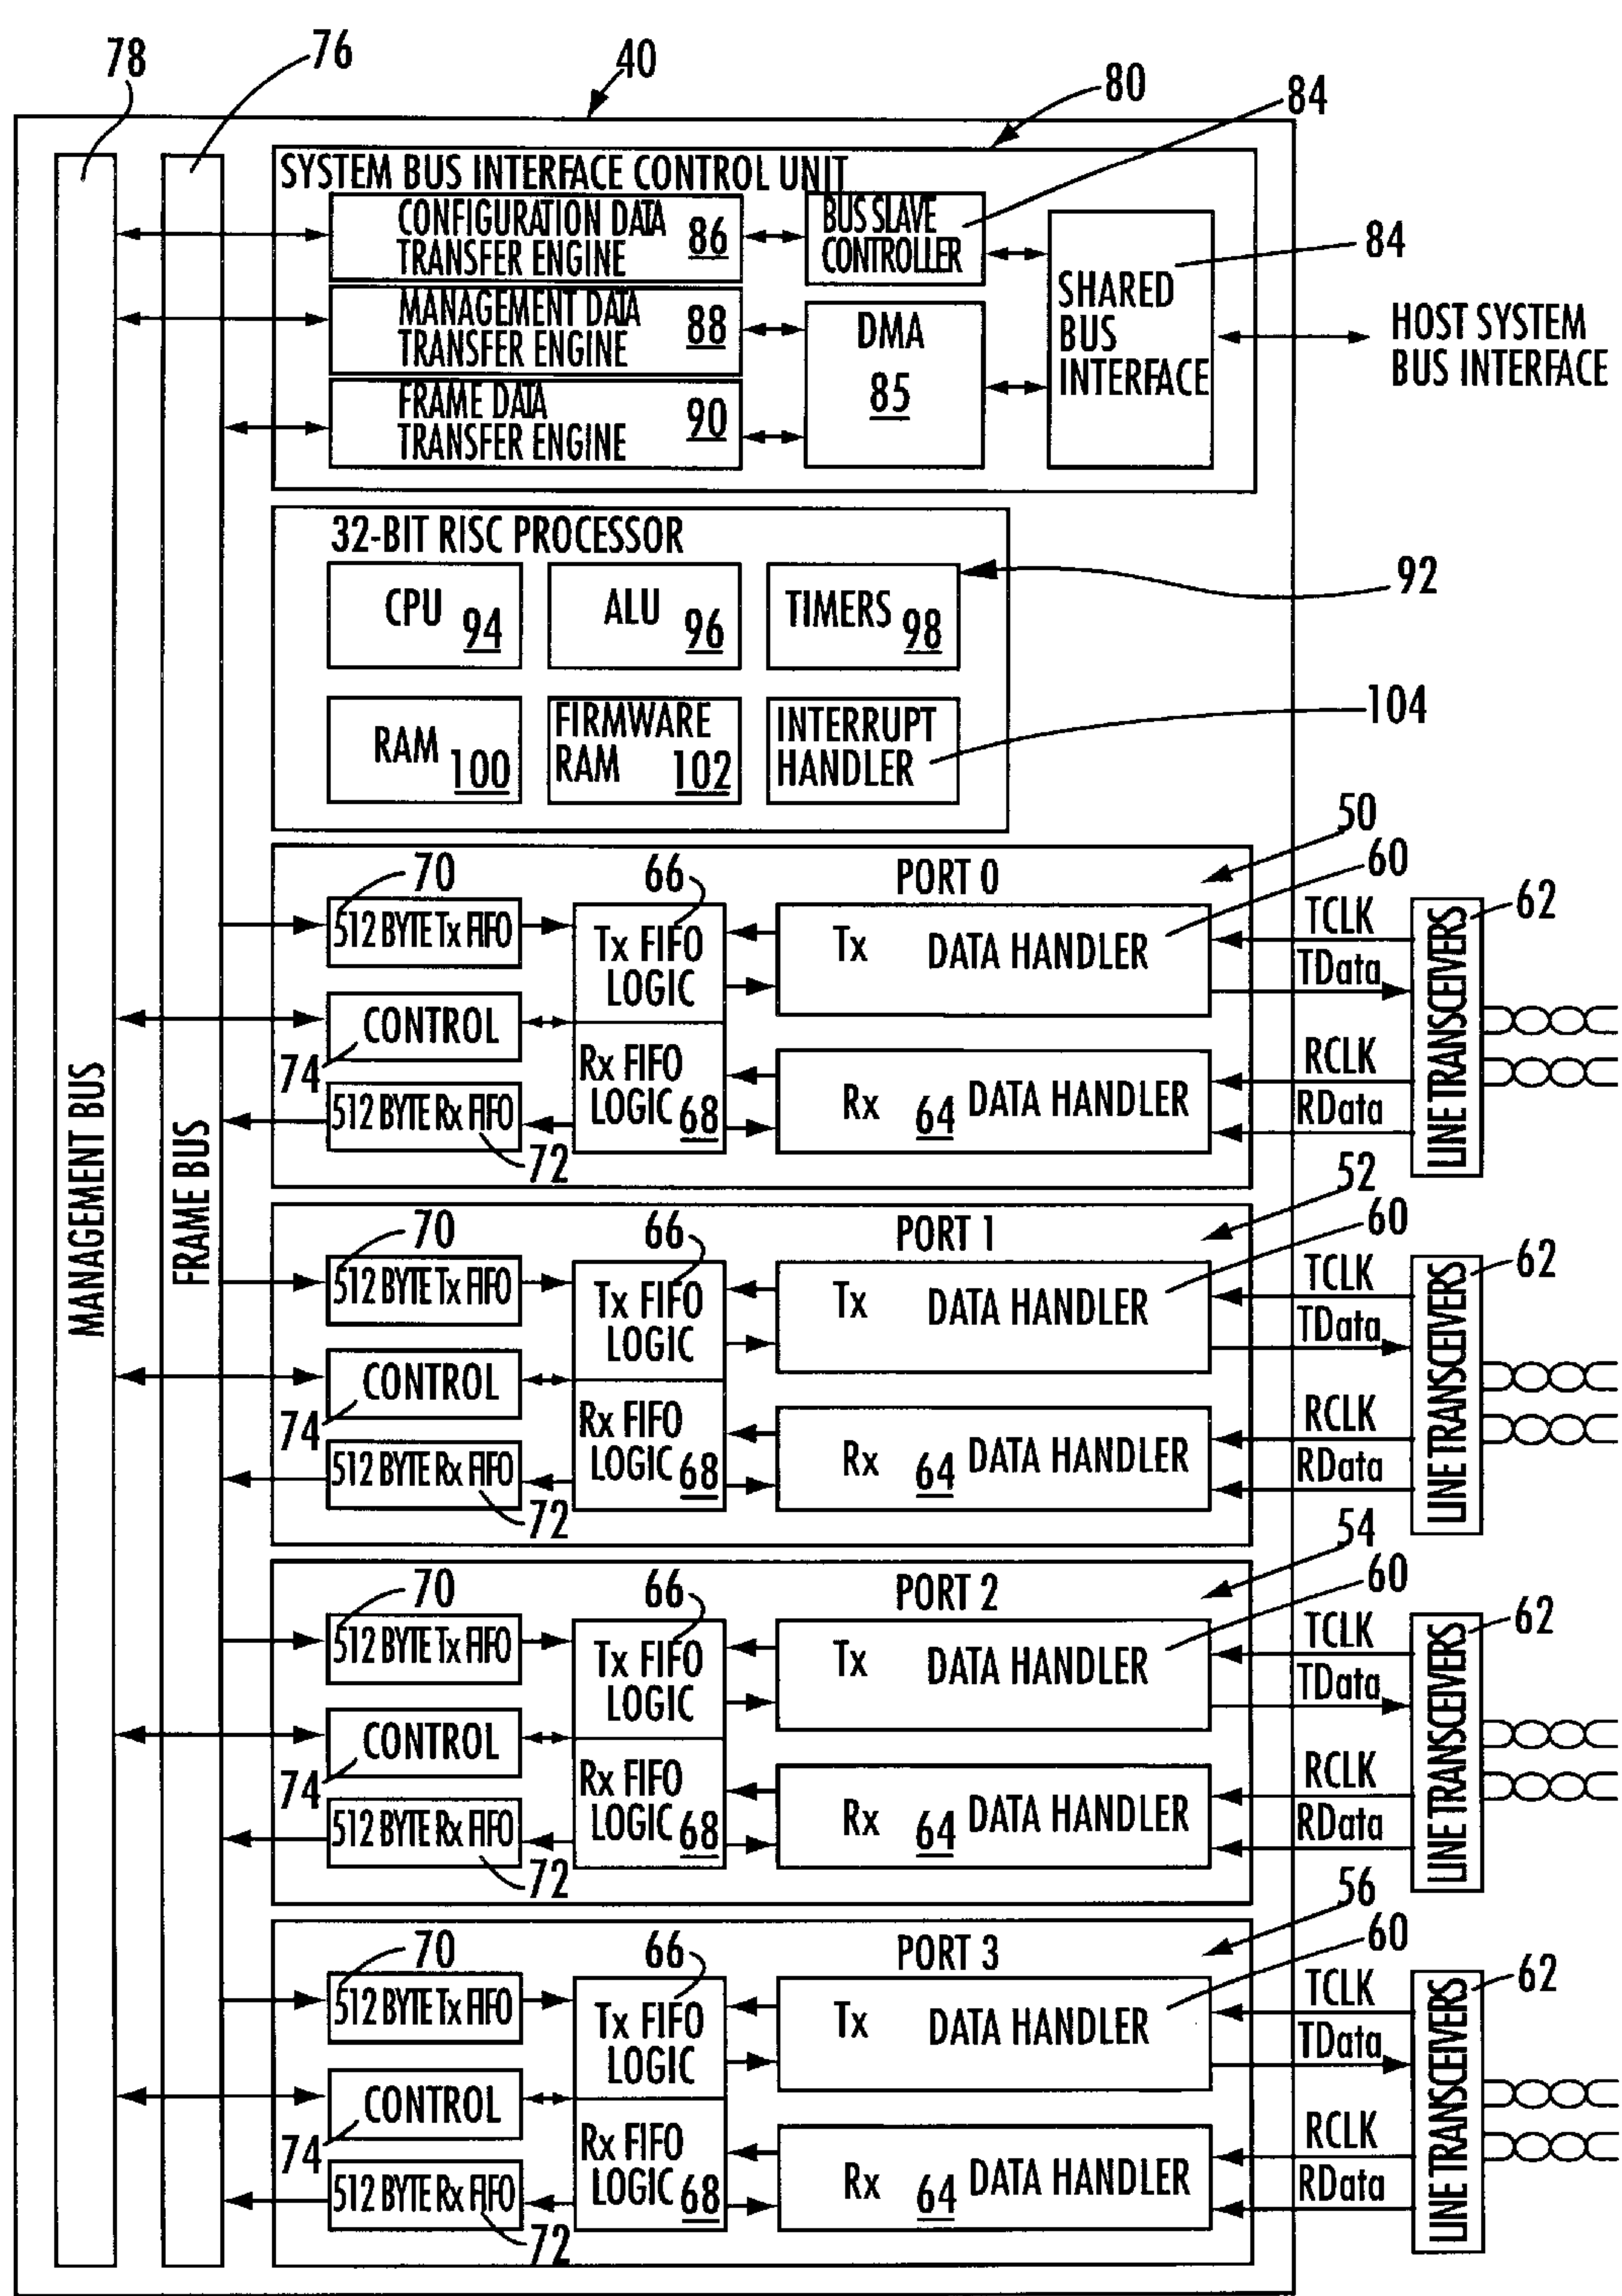 78
76
40
80
84
SYSTEM BUS INTERFACE CONTROL UNIT
CONFIGURATION DATA
TRANSFER ENGINE
86
BUS SLAVE
CONTROLLER
84
MANAGEMENT DATA
TRANSFER ENGINE
88
DMA
85
SHARED
BUS
INTERFACE
HOST SYSTEM
BUS INTERFACE
FRAME DATA
TRANSFER ENGINE
90
32-BIT RISC PROCESSOR
92
CPU 94
ALU 96
TIMERS 98
RAM 100
FIRMWARE
RAM 102
INTERRUPT
HANDLER
104
MANAGEMENT BUS
FRAME BUS
PORT 0
50
70
66
60
62
512 BYTE Tx FIFO
Tx FIFO
LOGIC
Tx DATA HANDLER
TCLK
TData
CONTROL
74
Rx FIFO
LOGIC 68
Rx 64 DATA HANDLER
RCLK
RData
512 BYTE Rx FIFO
72
LINE TRANSCEIVERS
PORT 1
52
70
66
60
62
512 BYTE Tx FIFO
Tx FIFO
LOGIC
Tx DATA HANDLER
TCLK
TData
CONTROL
74
Rx FIFO
LOGIC 68
Rx 64 DATA HANDLER
RCLK
RData
512 BYTE Rx FIFO
72
LINE TRANSCEIVERS
PORT 2
54
70
66
60
62
512 BYTE Tx FIFO
Tx FIFO
LOGIC
Tx DATA HANDLER
TCLK
TData
CONTROL
74
Rx FIFO
LOGIC 68
Rx 64 DATA HANDLER
RCLK
RData
512 BYTE Rx FIFO
72
LINE TRANSCEIVERS
PORT 3
56
70
66
60
62
512 BYTE Tx FIFO
Tx FIFO
LOGIC
Tx DATA HANDLER
TCLK
TData
CONTROL
74
Rx FIFO
LOGIC 68
Rx 64 DATA HANDLER
RCLK
RData
512 BYTE Rx FIFO
72
LINE TRANSCEIVERS